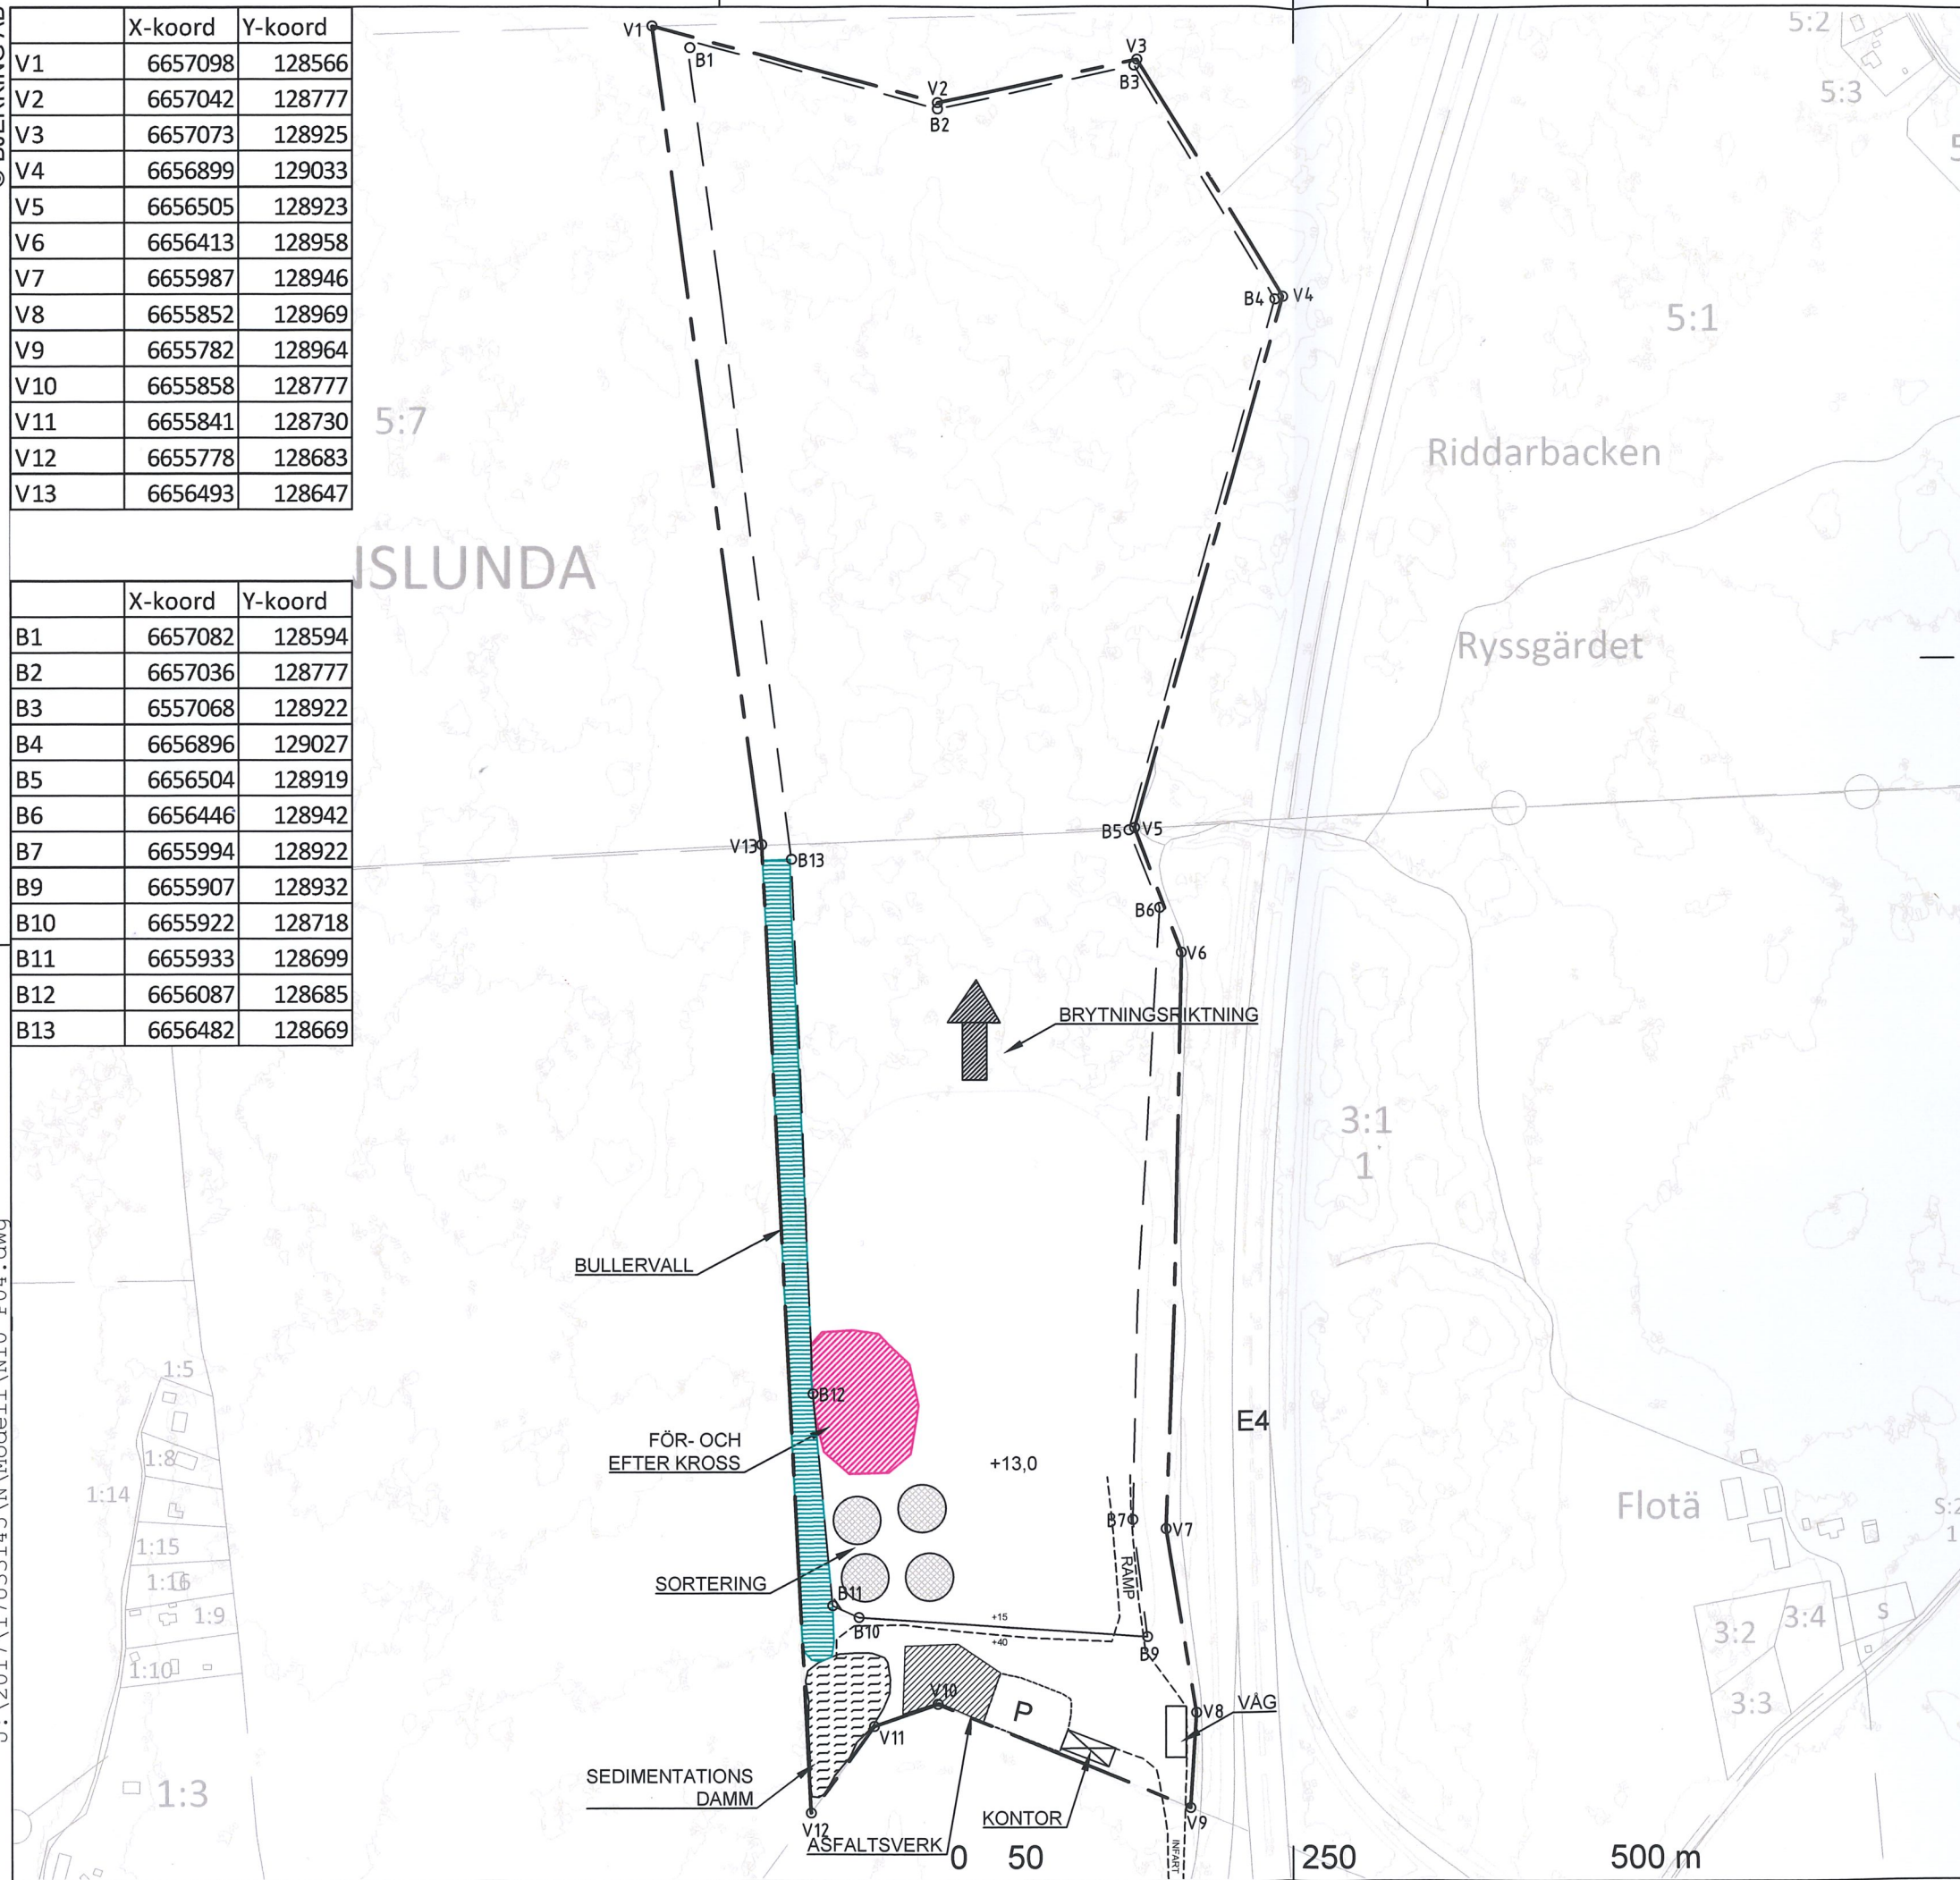 X-koord Y-koord
V1 6657098 128566
V2 6657042 128777
V3 6657073 128925
V4 6656899 129033
V5 6656505 128923
V6 6656413 128958
V7 6655987 128946
V8 6655852 128969
V9 6655782 128964
V10 6655858 128777
V11 6655841 128730
V12 6655778 128683
V13 6656493 128647
X-koord Y-koord
B1 6657082 128594
B2 6657036 128777
B3 6557068 128922
B4 6656896 129027
B5 6656504 128919
B6 6656446 128942
B7 6655994 128922
B9 6655907 128932
B10 6655922 128718
B11 6655933 128699
B12 6656087 128685
B13 6656482 128669
V1
B1
V2
B2
V3
B3
B4 V4
5:2
5:3
5:1
5:7
Riddarbacken
NSLUNDA
Ryssgärdet
V13
B13
B5 V5
B6
V6
BRYTNINGSRIKTNING
3:1
1
BULLERVALL
B12
FÖR- OCH
EFTER KROSS
+13,0
E4
B7
V7
RAMP
SORTERING
B11
B10
+15
+40
B9
V10
P
V8
VÅG
V11
SEDIMENTATIONS
DAMM
V12
ASFALTSVERK
KONTOR
V9
INFART
0 50 250 500 m
1:5
1:8
1:14
1:15
1:16
1:9
1:10
1:3
Flotä
S:2
1
3:2
3:4
S
3:3